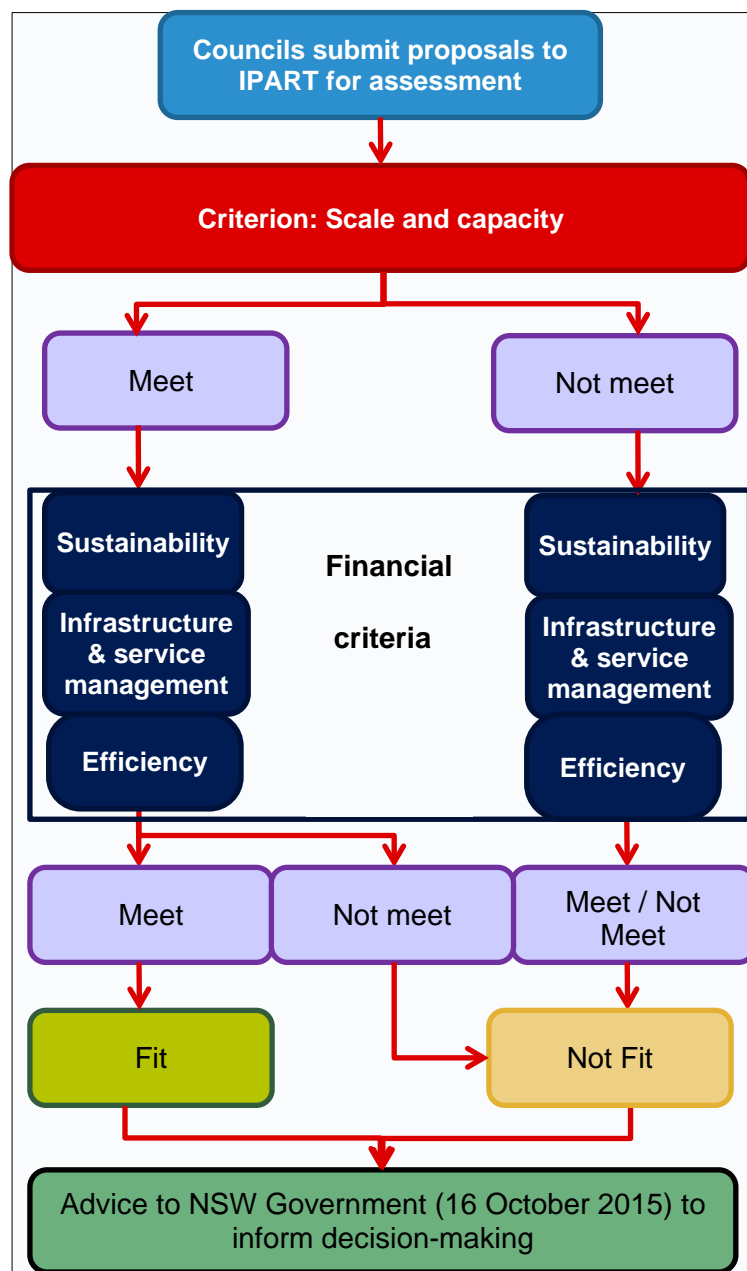 Councils submit proposals to
IPART for assessment
Criterion: Scale and capacity
Meet
Not meet
Sustainability
Infrastructure
& service
management
Efficiency
Financial
criteria
Sustainability
Infrastructure
& service
management
Efficiency
Meet
Not meet
Meet / Not
Meet
Fit
Not Fit
Advice to NSW Government (16 October 2015) to
inform decision-making